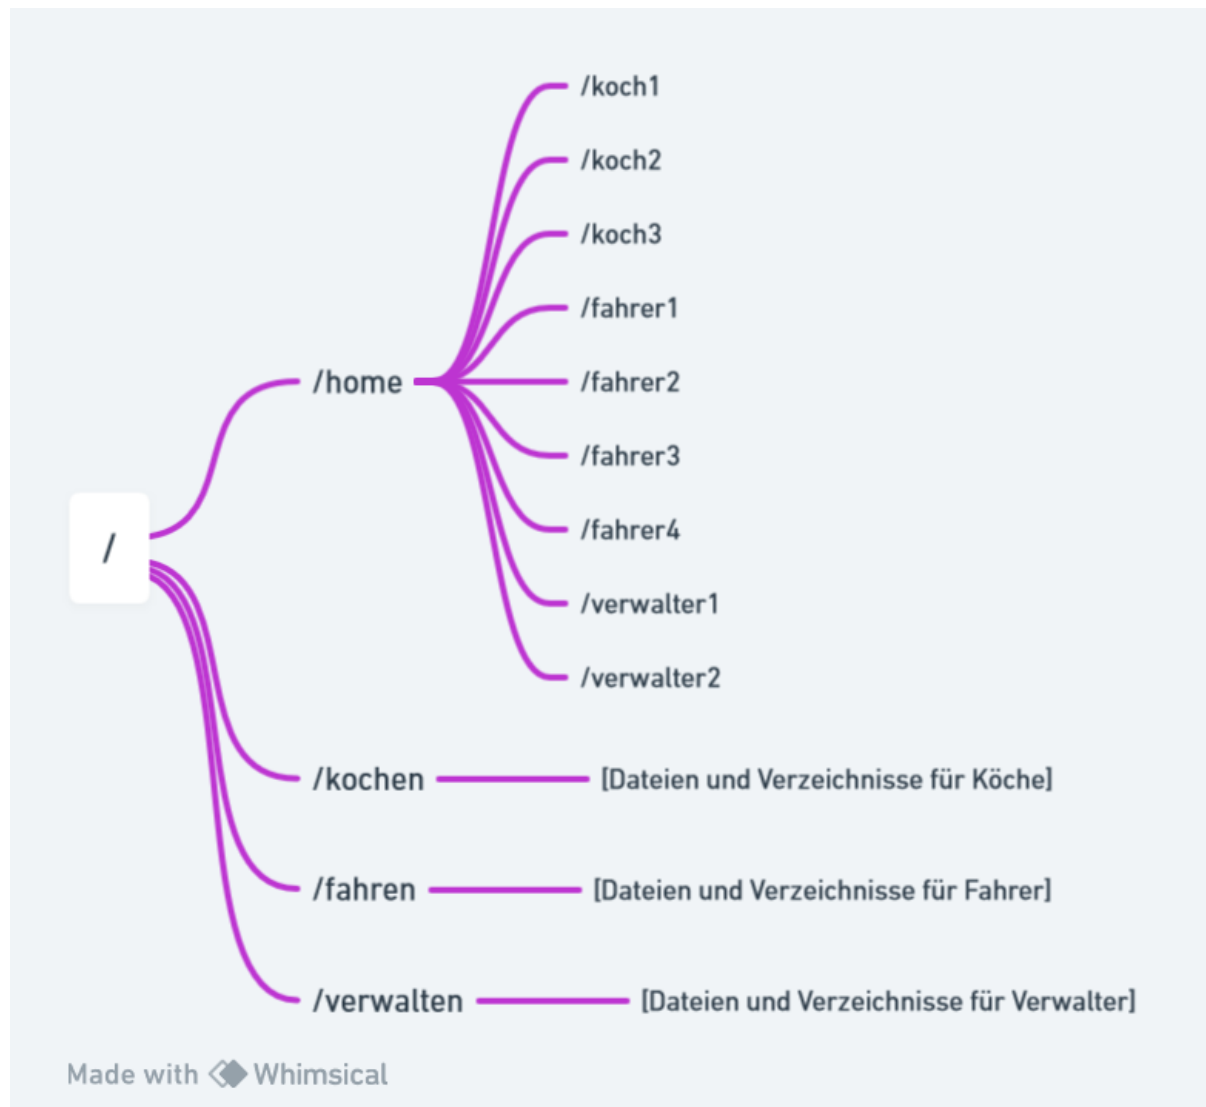 /koch1
/koch2
/koch3
/fahrer1
/home
/fahrer2
/fahrer3
/fahrer4
/
/verwalter1
/verwalter2
/kochen
[Dateien und Verzeichnisse für Köche]
/fahren
[Dateien und Verzeichnisse für Fahrer]
/verwalten
[Dateien und Verzeichnisse für Verwalter]
Made with Whimsical